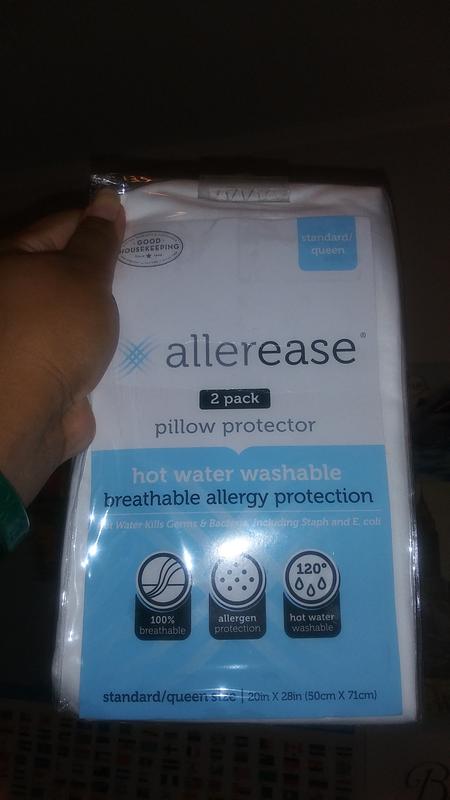 GOOD
HOUSEKEEPING
standard/
queen
allerease®
2 pack
pillow protector
hot water washable
breathable allergy protection
Water Kills Germs & Bacteria, Including Staph and E. coli
100%
breathable
allergen
protection
120°
hot water
washable
standard/queen size | 20in X 28in (50cm X 71cm)
B